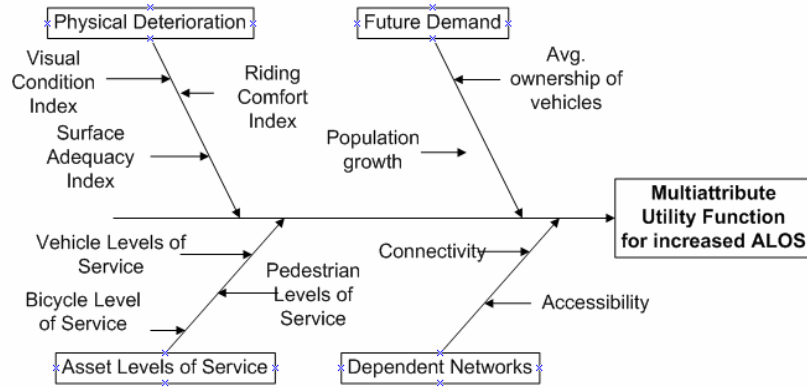 Physical Deterioration
Future Demand
Visual
Condition
Index
Riding
Comfort
Index
Avg.
ownership of
vehicles
Surface
Adequacy
Index
Population
growth
Multiattribute
Utility Function
for increased ALOS
Vehicle Levels of
Service
Connectivity
Pedestrian
Levels of
Service
Bicycle Level
of Service
Accessibility
Asset Levels of Service
Dependent Networks